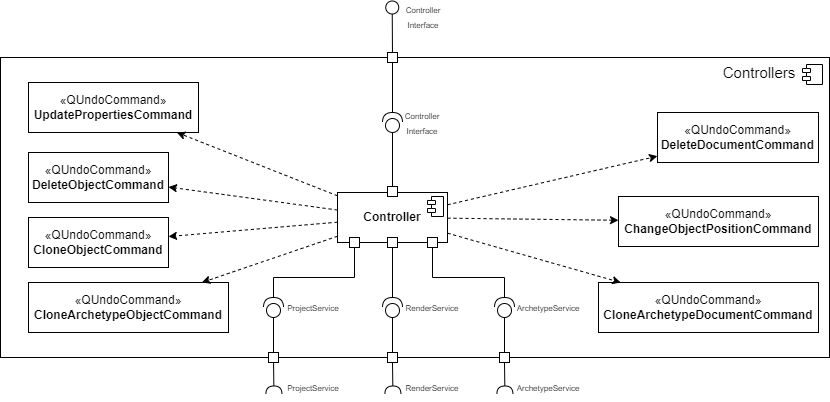 Controller
Interface
Controllers
«QUndoCommand»
UpdatePropertiesCommand
Controller
Interface
«QUndoCommand»
DeleteDocumentCommand
«QUndoCommand»
DeleteObjectCommand
Controller
«QUndoCommand»
ChangeObjectPositionCommand
«QUndoCommand»
CloneObjectCommand
«QUndoCommand»
CloneArchetypeObjectCommand
«QUndoCommand»
CloneArchetypeDocumentCommand
ProjectService
RenderService
ArchetypeService
ProjectService
RenderService
ArchetypeService